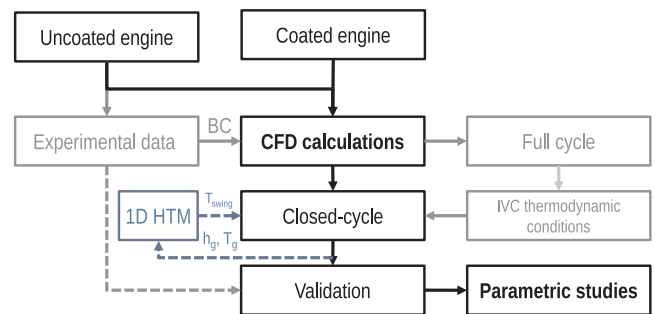 Uncoated engine
Coated engine
Experimental data
BC
CFD calculations
Full cycle
1D HTM
Tswing
hg, Tg
Closed-cycle
IVC thermodynamic
conditions
Validation
Parametric studies